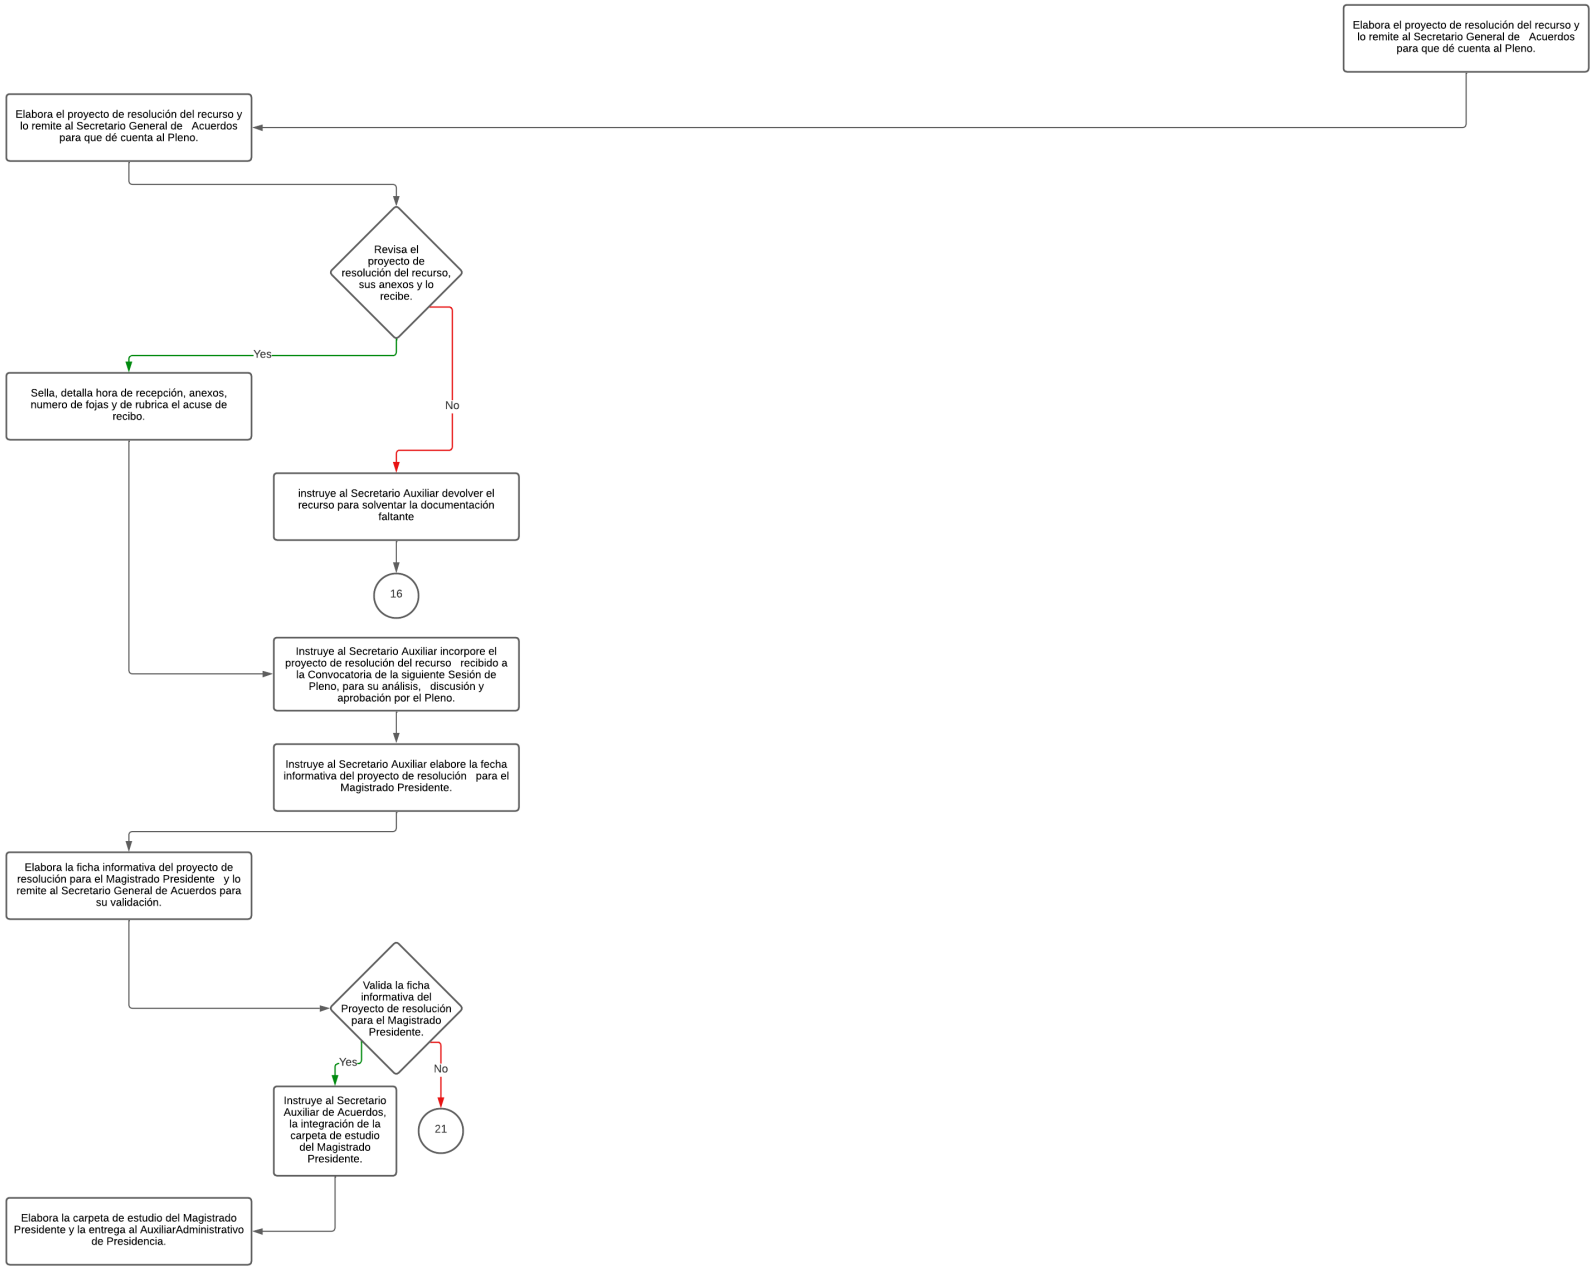 Elabora el proyecto de resolución del recurso y
lo remite al Secretario General de   Acuerdos
para que dé cuenta al Pleno.
Elabora el proyecto de resolución del recurso y
lo remite al Secretario General de   Acuerdos
para que dé cuenta al Pleno.
Revisa el
proyecto de
resolución del recurso,
sus anexos y lo
recibe.
Yes
No
Sella, detalla hora de recepción, anexos,
numero de fojas y de rubrica el acuse de
recibo.
instruye al Secretario Auxiliar devolver el
recurso para solventar la documentación
faltante
16
Instruye al Secretario Auxiliar incorpore el
proyecto de resolución del recurso   recibido a
la Convocatoria de la siguiente Sesión de
Pleno, para su análisis,   discusión y
aprobación por el Pleno.
Instruye al Secretario Auxiliar elabore la fecha
informativa del proyecto de resolución   para el
Magistrado Presidente.
Elabora la ficha informativa del proyecto de
resolución para el Magistrado Presidente   y lo
remite al Secretario General de Acuerdos para
su validación.
Valida la ficha
informativa del
Proyecto de resolución
para el Magistrado
Presidente.
Yes
No
Instruye al Secretario
Auxiliar de Acuerdos,
la integración de la
carpeta de estudio
del Magistrado
Presidente.
21
Elabora la carpeta de estudio del Magistrado
Presidente y la entrega al AuxiliarAdministrativo
de Presidencia.